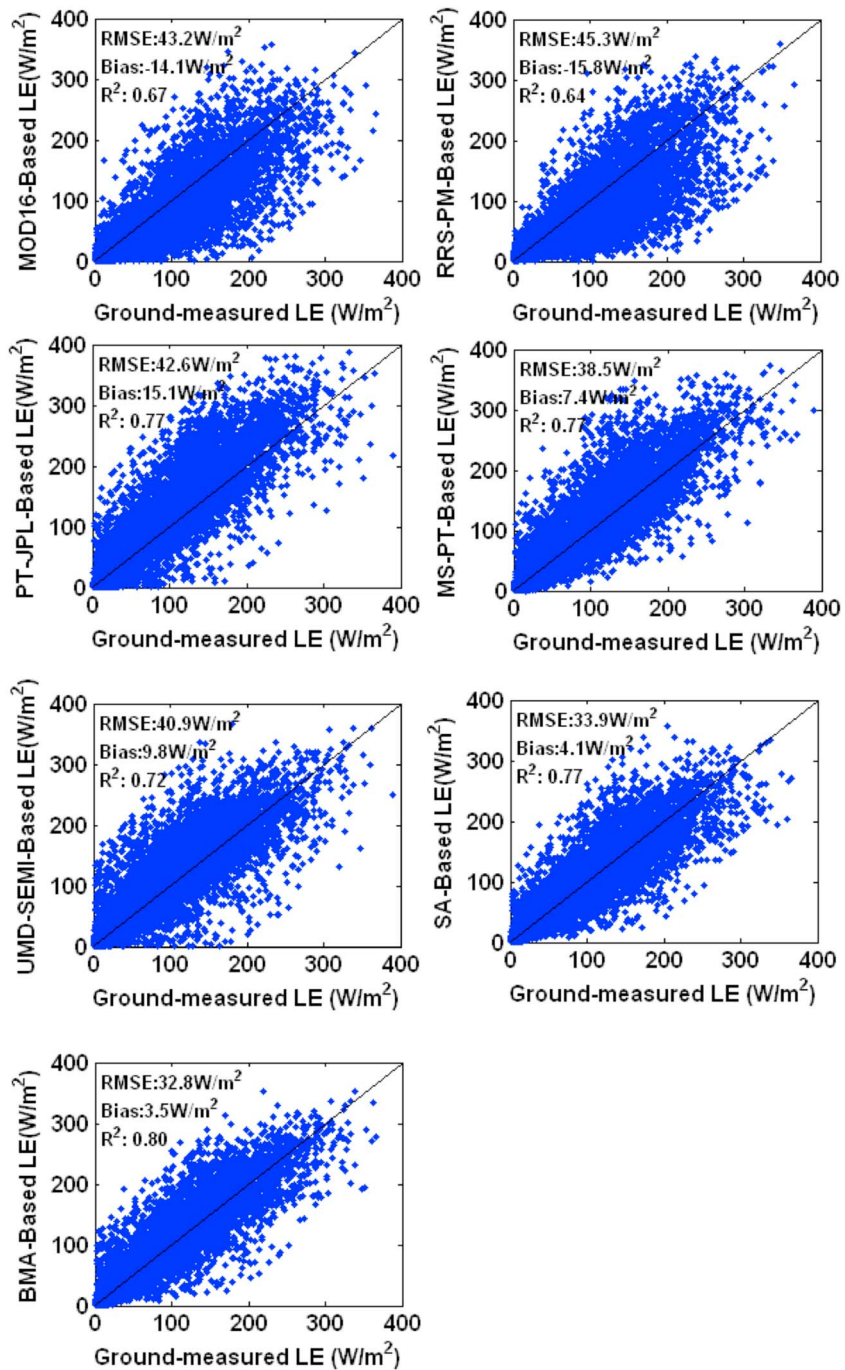 MOD16-Based LE(W/m²)
400
300
200
100
0
RMSE:43.2W/m²
Bias:-14.1W/m²
R²: 0.67
0 100 200 300 400
Ground-measured LE (W/m²)
RRS-PM-Based LE(W/m²)
400
300
200
100
0
RMSE:45.3W/m²
Bias:-15.8W/m²
R²: 0.64
0 100 200 300 400
Ground-measured LE (W/m²)
PT-JPL-Based LE(W/m²)
400
300
200
100
0
RMSE:42.6W/m²
Bias:15.1W/m²
R²: 0.77
0 100 200 300 400
Ground-measured LE (W/m²)
MS-PT-Based LE(W/m²)
400
300
200
100
0
RMSE:38.5W/m²
Bias:7.4W/m²
R²: 0.77
0 100 200 300 400
Ground-measured LE (W/m²)
UMD-SEMI-Based LE(W/m²)
400
300
200
100
0
RMSE:40.9W/m²
Bias:9.8W/m²
R²: 0.72
0 100 200 300 400
Ground-measured LE (W/m²)
SA-Based LE(W/m²)
400
300
200
100
0
RMSE:33.9W/m²
Bias:4.1W/m²
R²: 0.77
0 100 200 300 400
Ground-measured LE (W/m²)
BMA-Based LE(W/m²)
400
300
200
100
0
RMSE:32.8W/m²
Bias:3.5W/m²
R²: 0.80
0 100 200 300 400
Ground-measured LE (W/m²)